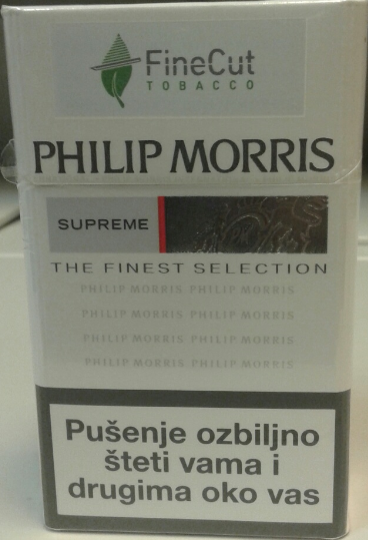 FineCut
TOBACCO
PHILIP MORRIS
SUPREME
THE FINEST SELECTION
PHILIP MORRIS PHILIP MORRIS
PHILIP MORRIS PHILIP MORRIS
PHILIP MORRIS PHILIP MORRIS
PHILIP MORRIS PHILIP MORRIS
Pušenje ozbiljno
šteti vama i
drugima oko vas